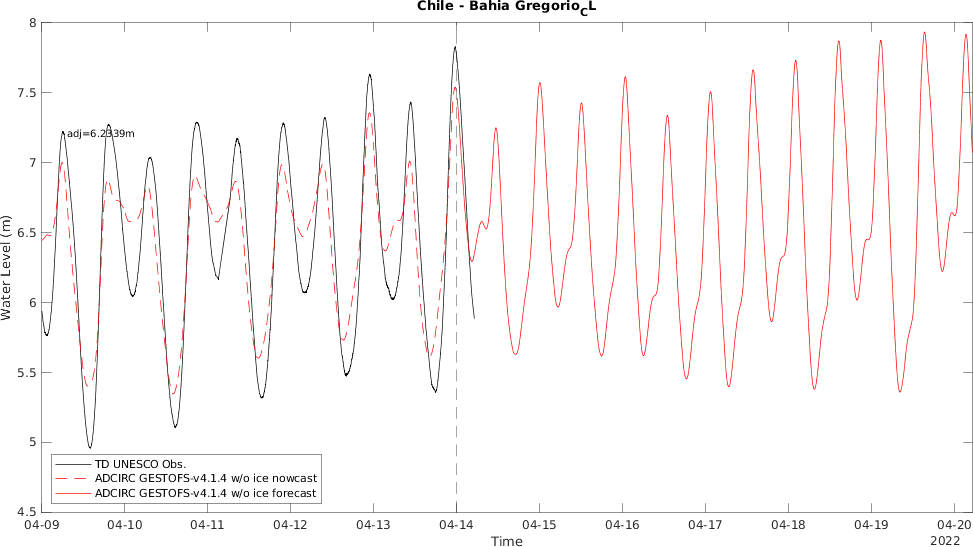 Chile - Bahia Gregorio_CL
8
7.5
7
6.5
6
5.5
5
4.5
Water Level (m)
adj=6.2339m
TD UNESCO Obs.
ADCIRC GESTOFS-v4.1.4 w/o ice nowcast
ADCIRC GESTOFS-v4.1.4 w/o ice forecast
04-09 04-10 04-11 04-12 04-13 04-14 04-15 04-16 04-17 04-18 04-19 04-20
Time
2022